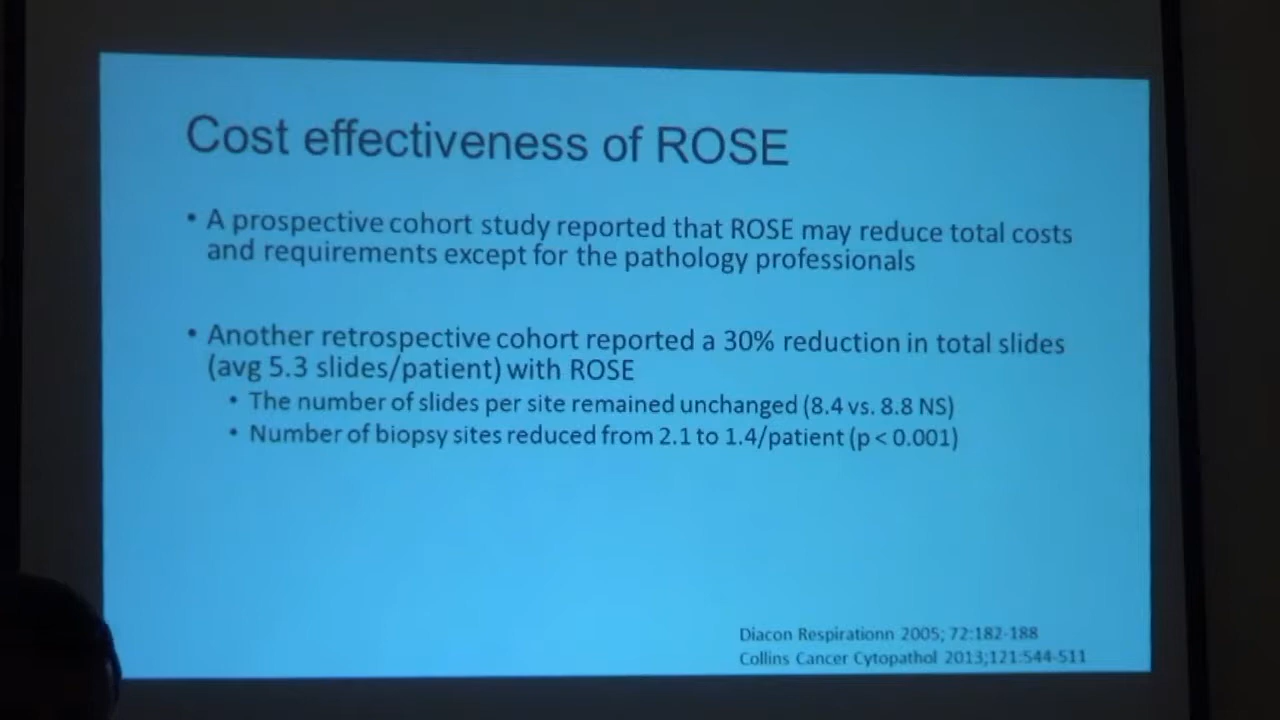 Cost effectiveness of ROSE
• A prospective cohort study reported that ROSE may reduce total costs
and requirements except for the pathology professionals
• Another retrospective cohort reported a 30% reduction in total slides
(avg 5.3 slides/patient) with ROSE
• The number of slides per site remained unchanged (8.4 vs. 8.8 NS)
• Number of biopsy sites reduced from 2.1 to 1.4/patient (p < 0.001)
Diacon Respirationn 2005; 72:182-188
Collins Cancer Cytopathol 2013;121:544-511